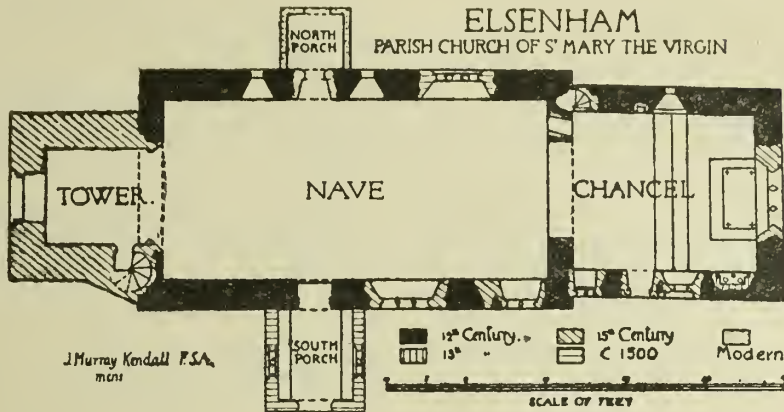 ELSENHAM
PARISH CHURCH OF Sᵗ MARY THE VIRGIN
NORTH
PORCH
TOWER.
NAVE
CHANCEL
SOUTH
PORCH
J. Murray Kendall F.S.A.
mens
12ᵗʰ Century.
13ᵗʰ "
15ᵗʰ Century
C 1500
Modern
SCALE OF FEET